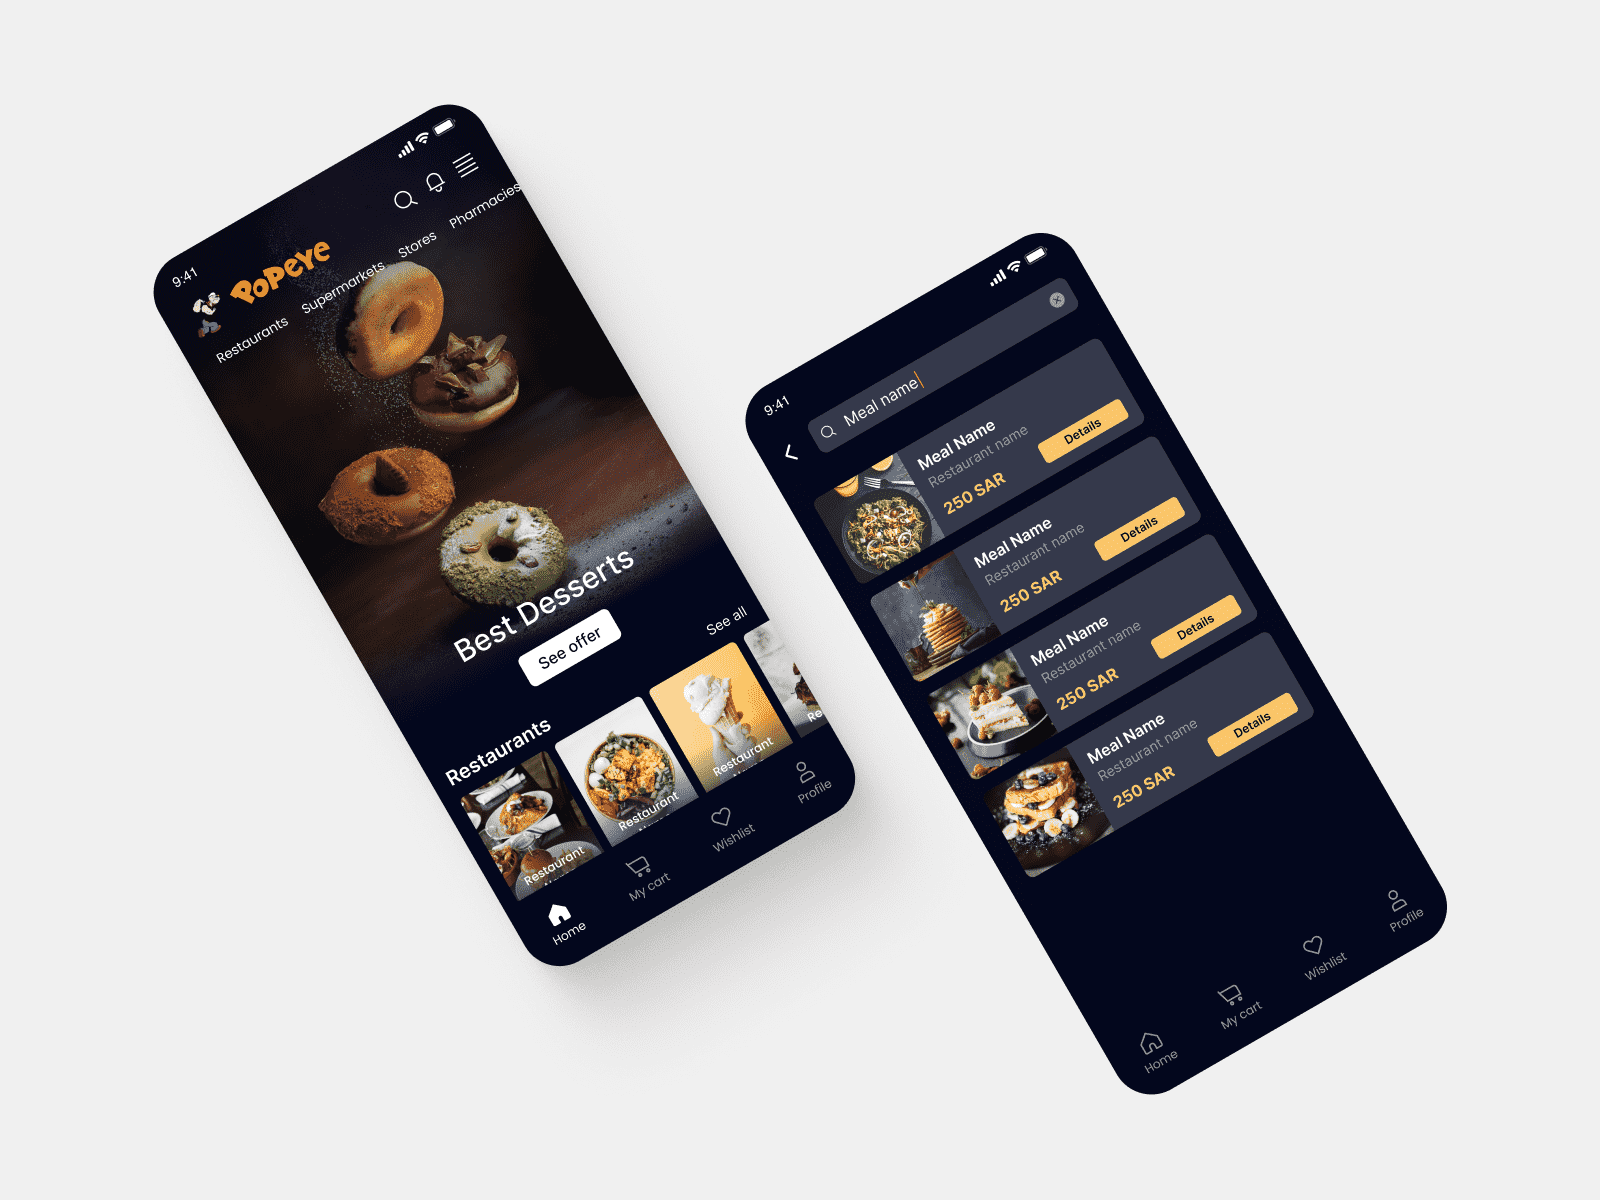 9:41
POPEYE
Restaurants Supermarkets Stores Pharmacies
Best Desserts
See offer
Restaurants See all
Restaurant
Restaurant
Restaurant
Re
Home My cart Wishlist Profile
9:41
Meal name
Meal Name
Restaurant name
250 SAR
Details
Meal Name
Restaurant name
250 SAR
Details
Meal Name
Restaurant name
250 SAR
Details
Meal Name
Restaurant name
250 SAR
Details
Home My cart Wishlist Profile